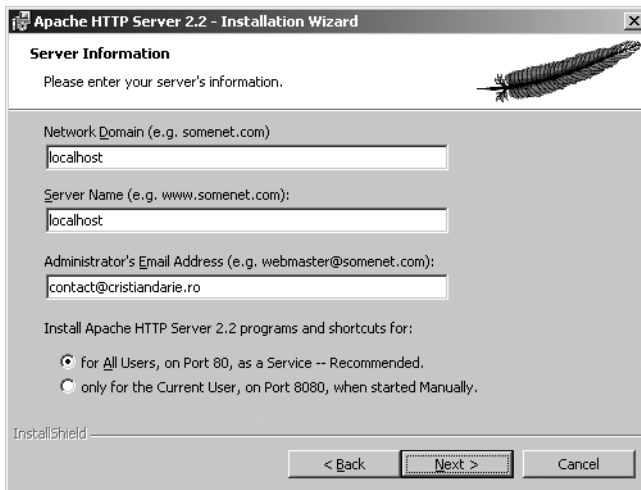 Apache HTTP Server 2.2 - Installation Wizard
Server Information
Please enter your server's information.
Network Domain (e.g. somenet.com)
localhost
Server Name (e.g. www.somenet.com):
localhost
Administrator's Email Address (e.g. webmaster@somenet.com):
contact@cristiandarie.ro
Install Apache HTTP Server 2.2 programs and shortcuts for:
for All Users, on Port 80, as a Service -- Recommended.
only for the Current User, on Port 8080, when started Manually.
InstallShield
< Back Next > Cancel